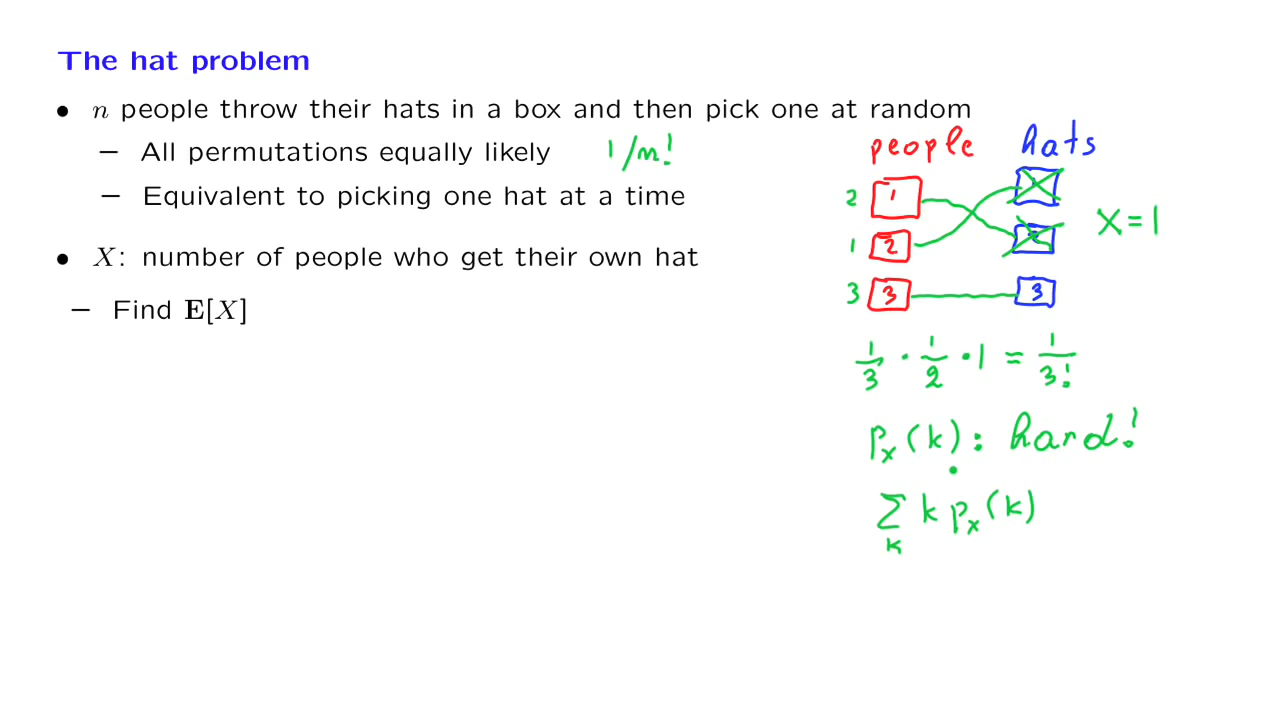 The hat problem
• n people throw their hats in a box and then pick one at random
– All permutations equally likely 1/n!
– Equivalent to picking one hat at a time
• X: number of people who get their own hat
– Find E[X]
people hats
2 1 1
1 2 2
3 3 3
X = 1
1/3 · 1/2 · 1 = 1/3!
pₓ(k): hard!
∑ₖ k pₓ(k)